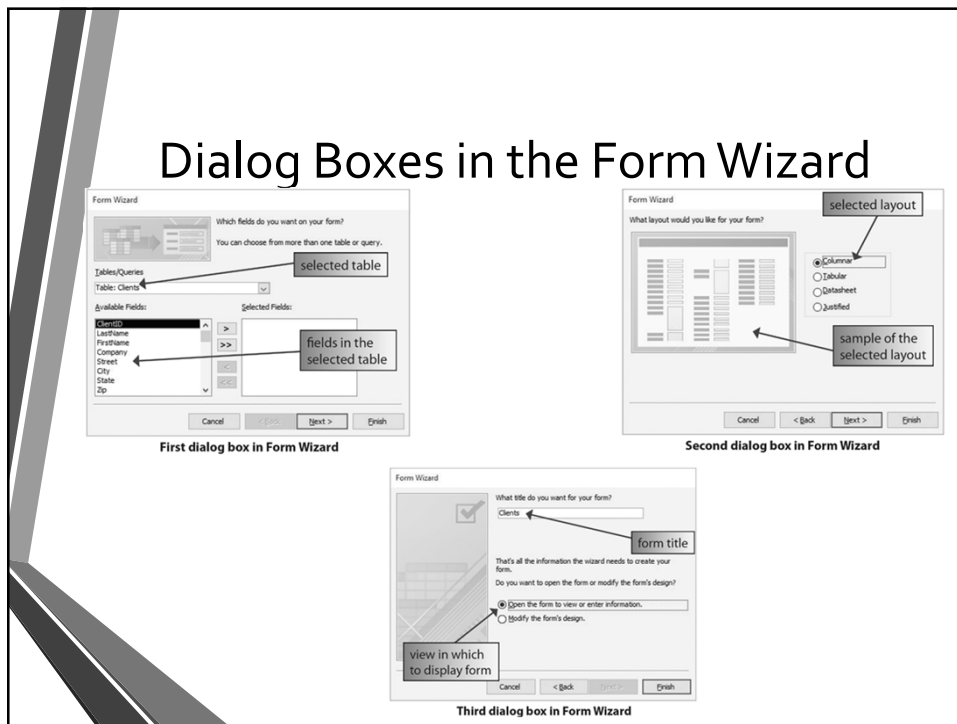 Dialog Boxes in the Form Wizard
Form Wizard
Which fields do you want on your form?
You can choose from more than one table or query.
selected table
Tables/Queries
Table: Clients
Available Fields:
Selected Fields:
ClientID
LastName
FirstName
Company
Street
City
State
Zip
>
>>
<
<<
fields in the
selected table
Cancel
< Back
Next >
Finish
First dialog box in Form Wizard
Form Wizard
selected layout
What layout would you like for your form?
Columnar
Tabular
Datasheet
Justified
sample of the
selected layout
Cancel
< Back
Next >
Finish
Second dialog box in Form Wizard
Form Wizard
What title do you want for your form?
Clients
form title
That's all the information the wizard needs to create your
form.
Do you want to open the form or modify the form's design?
Open the form to view or enter information.
Modify the form's design.
view in which
to display form
Cancel
< Back
Next >
Finish
Third dialog box in Form Wizard